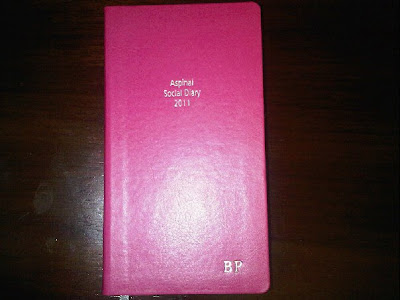 Aspinal
Social Diary
2011
BP